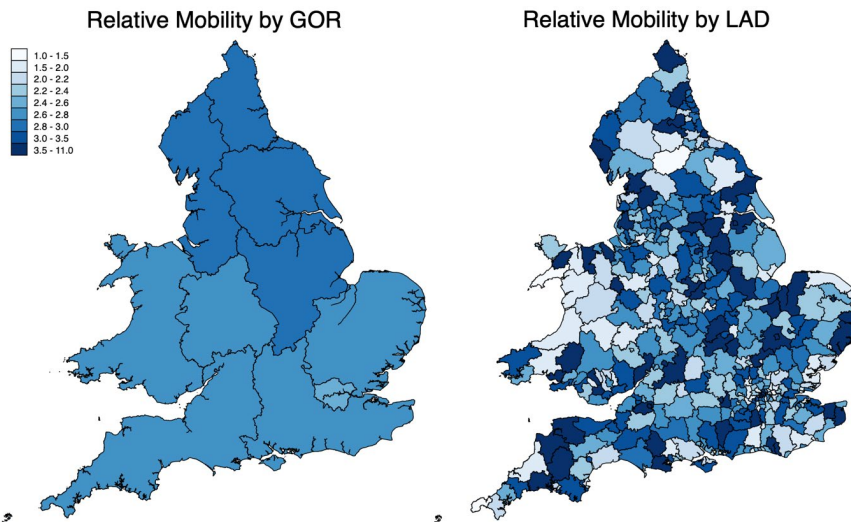 Relative Mobility by GOR
Relative Mobility by LAD
1.0 - 1.5
1.5 - 2.0
2.0 - 2.2
2.2 - 2.4
2.4 - 2.6
2.6 - 2.8
2.8 - 3.0
3.0 - 3.5
3.5 - 11.0